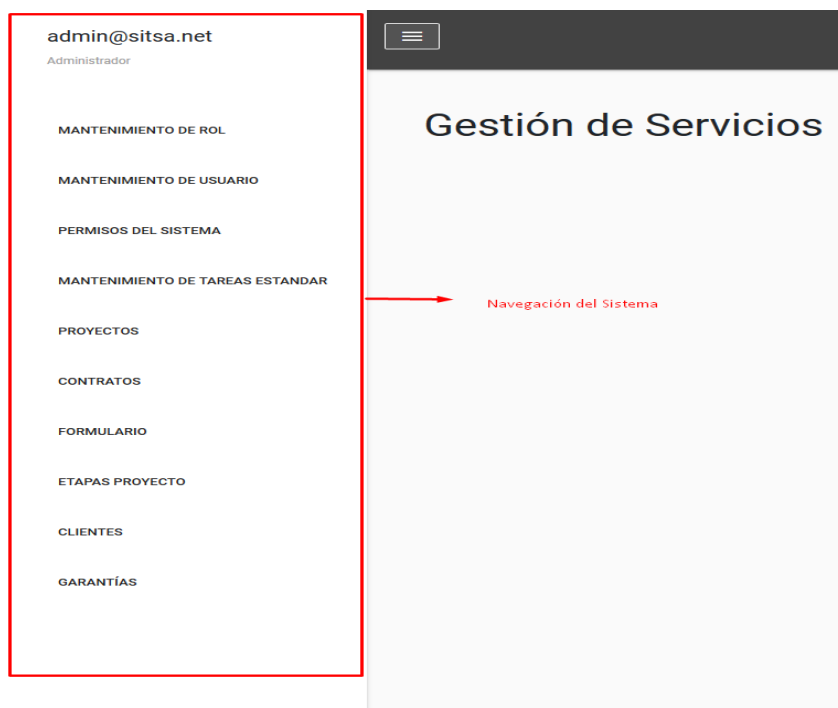 admin@sitsa.net
Administrador
MANTENIMIENTO DE ROL
MANTENIMIENTO DE USUARIO
PERMISOS DEL SISTEMA
MANTENIMIENTO DE TAREAS ESTANDAR
PROYECTOS
CONTRATOS
FORMULARIO
ETAPAS PROYECTO
CLIENTES
GARANTÍAS
Gestión de Servicios
Navegación del Sistema